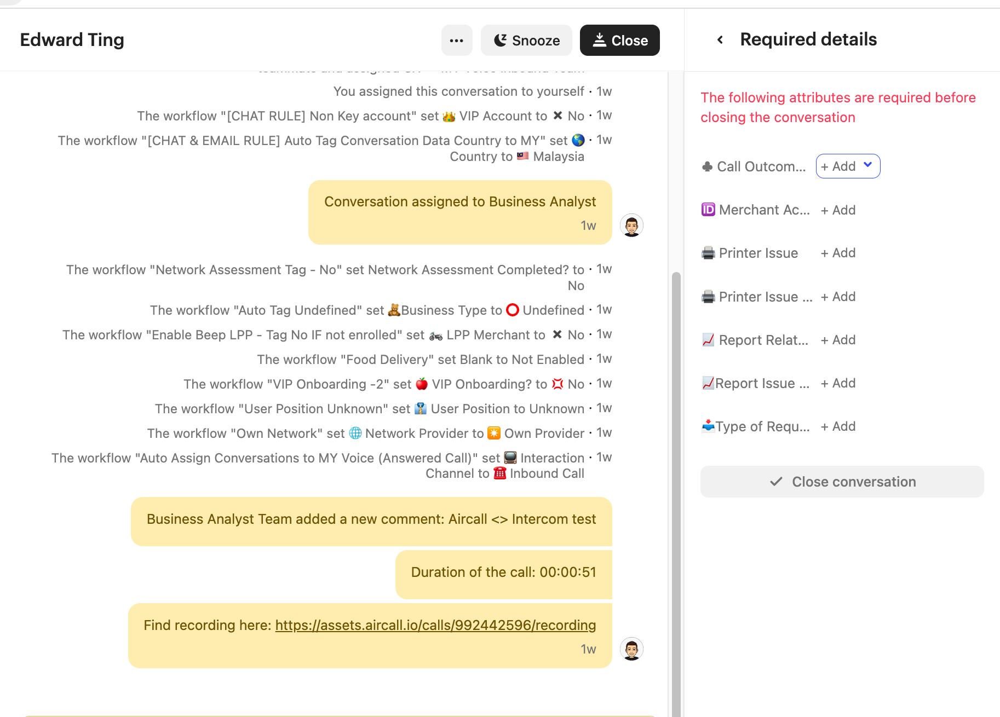 Edward Ting
Snooze
Close
Required details
You assigned this conversation to yourself · 1w
The workflow "[CHAT RULE] Non Key account" set 👑 VIP Account to ✖ No · 1w
The workflow "[CHAT & EMAIL RULE] Auto Tag Conversation Data Country to MY" set 🌎 · 1w
Country to 🇲🇾 Malaysia
Conversation assigned to Business Analyst
1w
The workflow "Network Assessment Tag - No" set Network Assessment Completed? to · 1w
No
The workflow "Auto Tag Undefined" set 🧸Business Type to ⭕ Undefined · 1w
The workflow "Enable Beep LPP - Tag No IF not enrolled" set 🏍 LPP Merchant to ✖ No · 1w
The workflow "Food Delivery" set Blank to Not Enabled · 1w
The workflow "VIP Onboarding -2" set 🍎 VIP Onboarding? to 💢 No · 1w
The workflow "User Position Unknown" set 👔 User Position to Unknown · 1w
The workflow "Own Network" set 🌐 Network Provider to ✴️ Own Provider · 1w
The workflow "Auto Assign Conversations to MY Voice (Answered Call)" set 📺 Interaction · 1w
Channel to ☎️ Inbound Call
Business Analyst Team added a new comment: Aircall <> Intercom test
Duration of the call: 00:00:51
Find recording here: https://assets.aircall.io/calls/992442596/recording
1w
The following attributes are required before
closing the conversation
♣ Call Outcom... + Add
🆔 Merchant Ac... + Add
🖨 Printer Issue + Add
🖨 Printer Issue ... + Add
📈 Report Relat... + Add
📈Report Issue ... + Add
📥Type of Requ... + Add
✓ Close conversation